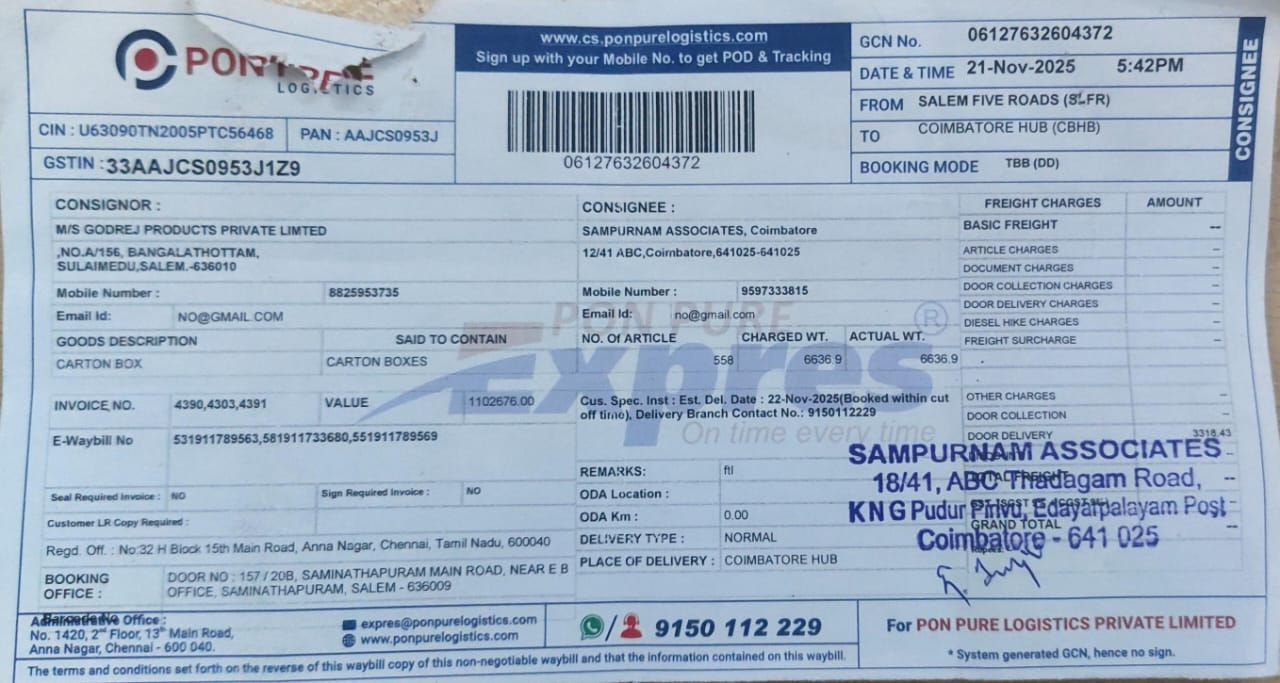 PON PURE
LOGISTICS
www.cs.ponpurelogistics.com
Sign up with your Mobile No. to get POD & Tracking
06127632604372
GCN No. 06127632604372
DATE & TIME 21-Nov-2025 5:42PM
FROM SALEM FIVE ROADS (SLFR)
TO COIMBATORE HUB (CBHB)
BOOKING MODE TBB (DD)
CONSIGNEE
CIN : U63090TN2005PTC56468 PAN : AAJCS0953J
GSTIN : 33AAJCS0953J1Z9
CONSIGNOR :
M/S GODREJ PRODUCTS PRIVATE LIMTED
,NO.A/156, BANGALATHOTTAM,
SULAIMEDU,SALEM.-636010
Mobile Number : 8825953735
Email Id: NO@GMAIL.COM
GOODS DESCRIPTION SAID TO CONTAIN
CARTON BOX CARTON BOXES
INVOICE NO. 4390,4303,4391 VALUE 1102676.00
E-Waybill No 531911789563,581911733680,551911789569
Seal Required Invoice : NO Sign Required Invoice : NO
Customer LR Copy Required :
Regd. Off. : No:32 H Block 15th Main Road, Anna Nagar, Chennai, Tamil Nadu, 600040
BOOKING OFFICE : DOOR NO : 157 / 20B, SAMINATHAPURAM MAIN ROAD, NEAR E B
OFFICE, SAMINATHAPURAM, SALEM - 636009
CONSIGNEE :
SAMPURNAM ASSOCIATES, Coimbatore
12/41 ABC,Coimbatore,641025-641025
Mobile Number : 9597333815
Email Id: no@gmail.com
NO. Of ARTICLE CHARGED WT. ACTUAL WT.
558 6636.9 6636.9
PON PURE
Expres ®
On time every time
Cus. Spec. Inst : Est. Del. Date : 22-Nov-2025(Booked within cut
off time), Delivery Branch Contact No.: 9150112229
REMARKS: ftl
ODA Location :
ODA Km : 0.00
DELIVERY TYPE : NORMAL
PLACE OF DELIVERY : COIMBATORE HUB
FREIGHT CHARGES AMOUNT
BASIC FREIGHT --
ARTICLE CHARGES --
DOCUMENT CHARGES --
DOOR COLLECTION CHARGES --
DOOR DELIVERY CHARGES --
DIESEL HIKE CHARGES --
FREIGHT SURCHARGE --
OTHER CHARGES --
DOOR COLLECTION --
DOOR DELIVERY 3318.43
TOTAL FREIGHT --
GRAND TOTAL --
SAMPURNAM ASSOCIATES
18/41, ABC Thadagam Road,
K N G Pudur Pirivu, Edayarpalayam Post
Coimbatore - 641 025
Administrative Office :
No. 1420, 2nd Floor, 13th Main Road,
Anna Nagar, Chennai - 600 040.
expres@ponpurelogistics.com
www.ponpurelogistics.com
9150 112 229
For PON PURE LOGISTICS PRIVATE LIMITED
* System generated GCN, hence no sign.
The terms and conditions set forth on the reverse of this waybill copy of this non-negotiable waybill and that the information contained on this waybill.